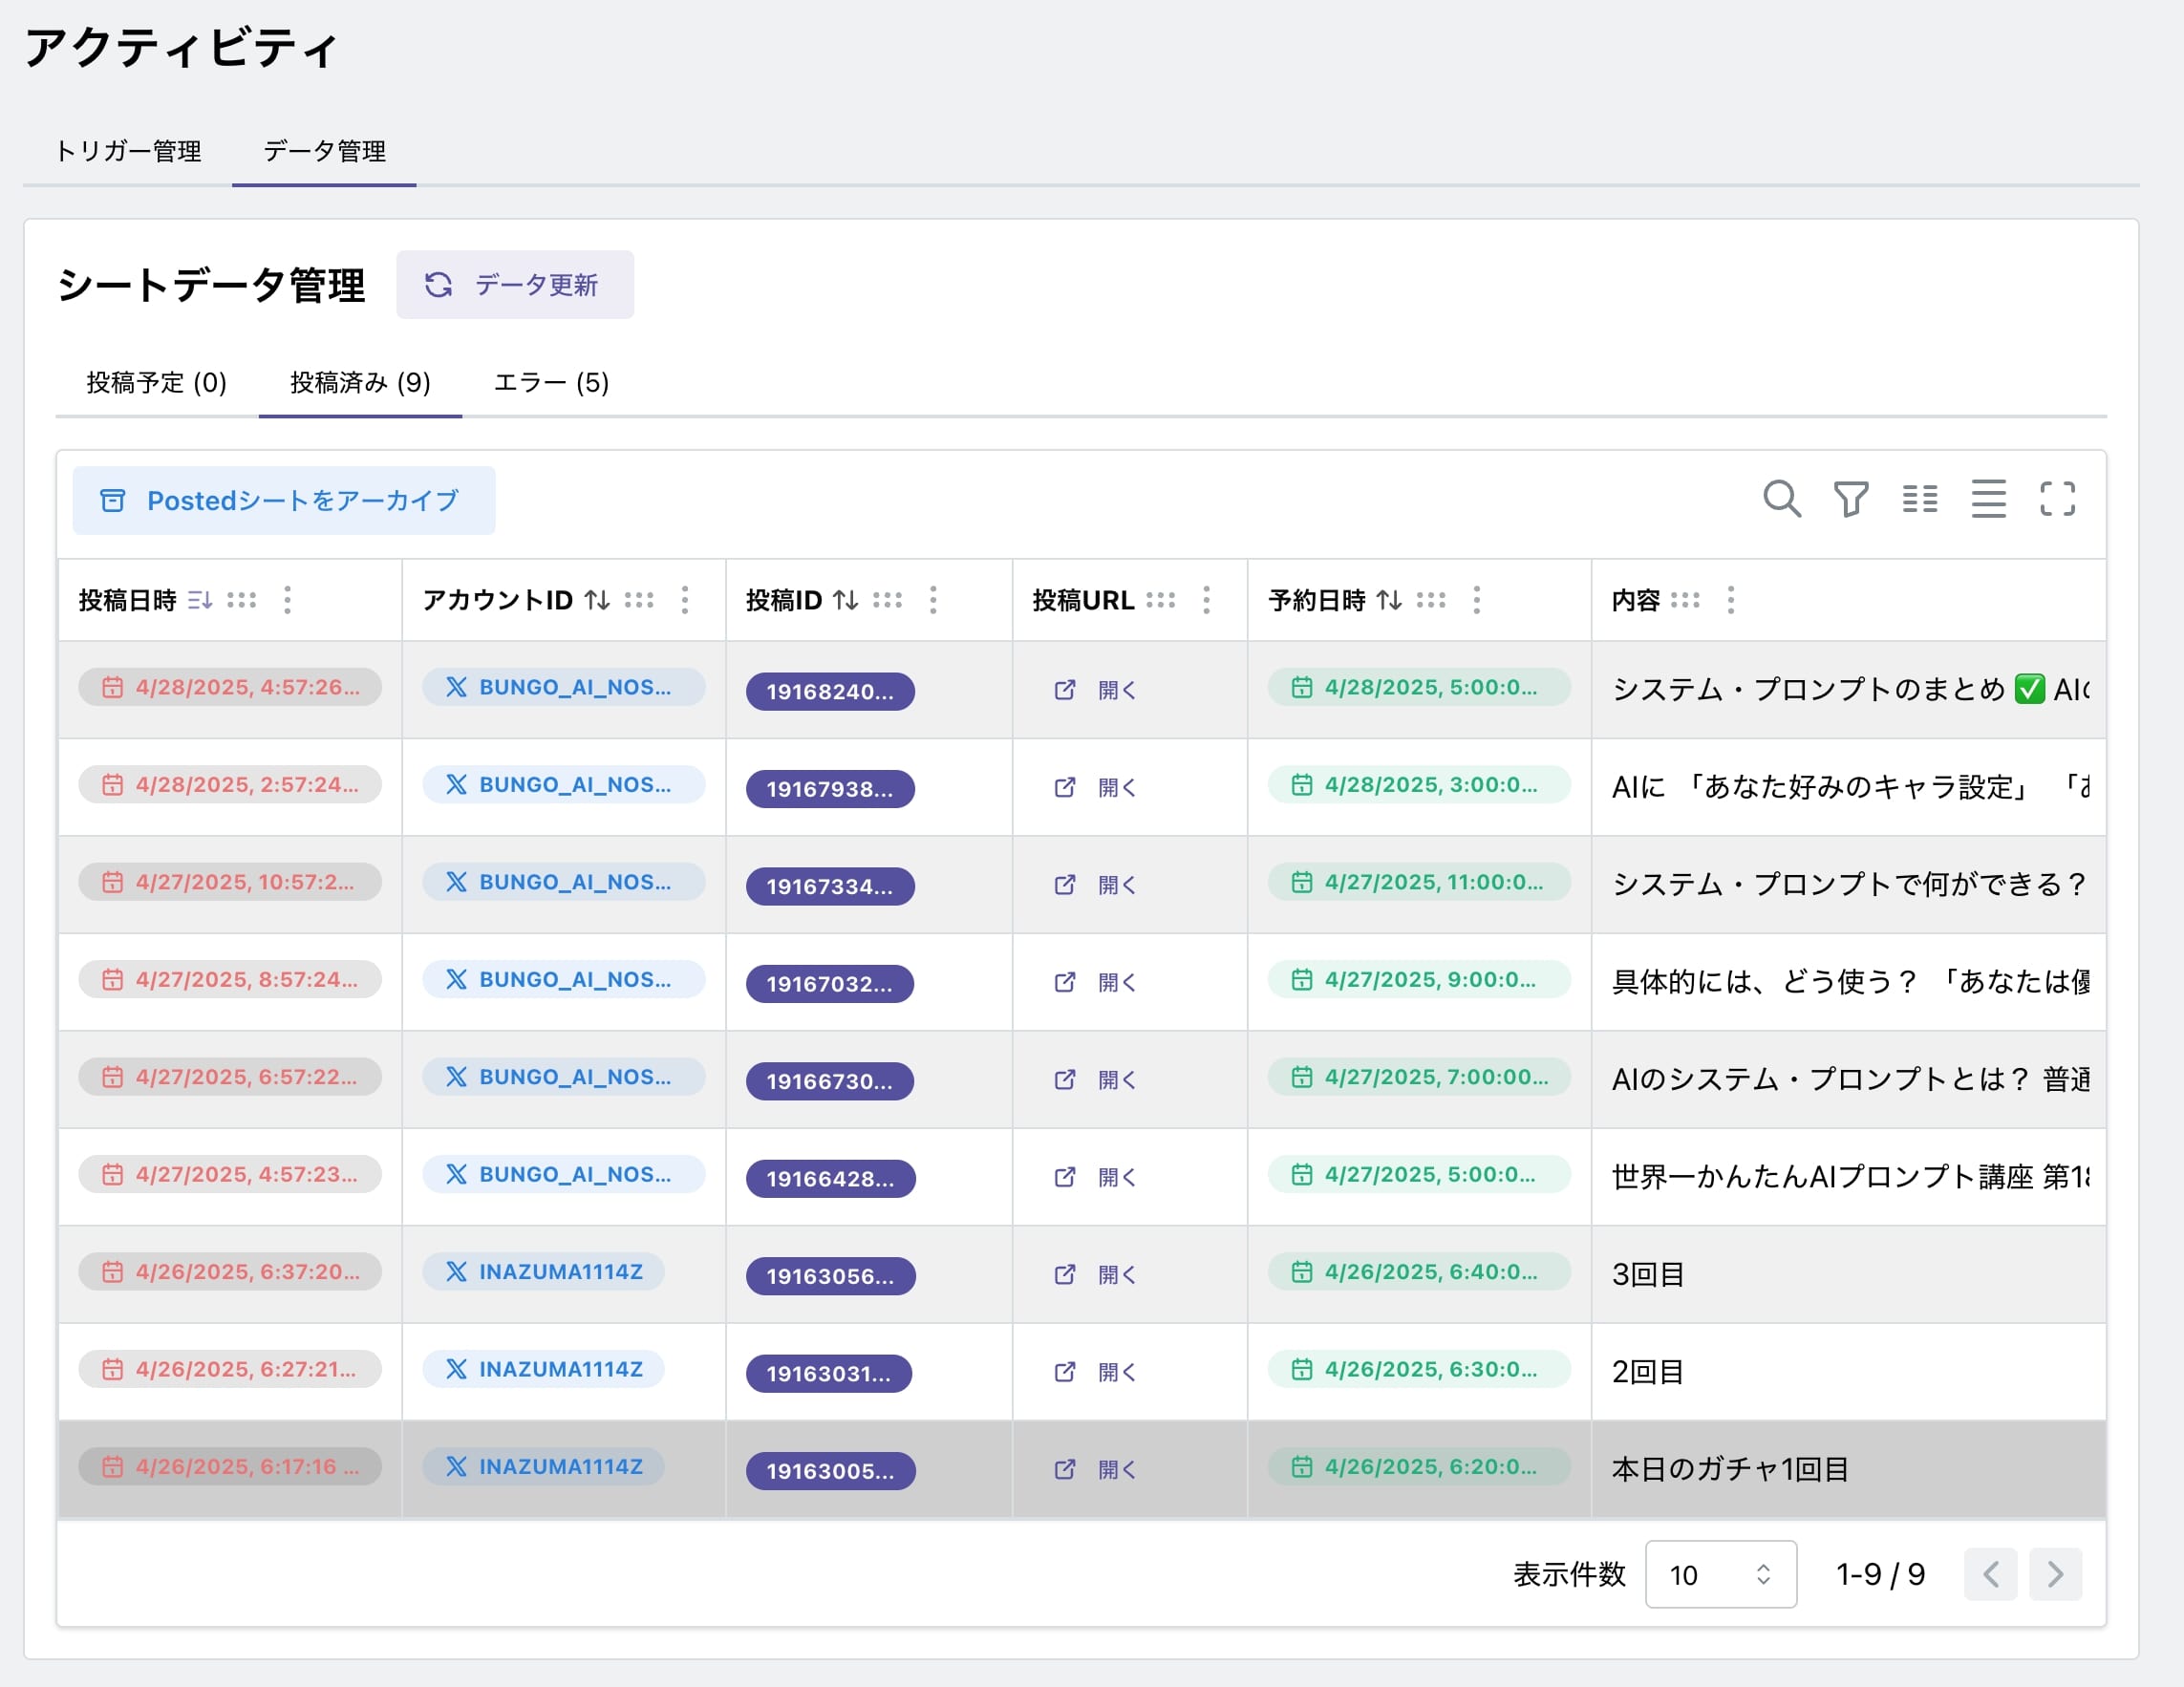 アクティビティ
トリガー管理 データ管理
シートデータ管理 データ更新
投稿予定 (0) 投稿済み (9) エラー (5)
Postedシートをアーカイブ
投稿日時 アカウントID 投稿ID 投稿URL 予約日時 内容
4/28/2025, 4:57:26... BUNGO_AI_NOS... 19168240... 開く 4/28/2025, 5:00:0... システム・プロンプトのまとめ ✅ AI
4/28/2025, 2:57:24... BUNGO_AI_NOS... 19167938... 開く 4/28/2025, 3:00:0... AIに 「あなた好みのキャラ設定」 「
4/27/2025, 10:57:2... BUNGO_AI_NOS... 19167334... 開く 4/27/2025, 11:00:0... システム・プロンプトで何ができる？
4/27/2025, 8:57:24... BUNGO_AI_NOS... 19167032... 開く 4/27/2025, 9:00:0... 具体的には、どう使う？ 「あなたは優
4/27/2025, 6:57:22... BUNGO_AI_NOS... 19166730... 開く 4/27/2025, 7:00:00... AIのシステム・プロンプトとは？ 普通
4/27/2025, 4:57:23... BUNGO_AI_NOS... 19166428... 開く 4/27/2025, 5:00:0... 世界一かんたんAIプロンプト講座 第1
4/26/2025, 6:37:20... INAZUMA1114Z 19163056... 開く 4/26/2025, 6:40:0... 3回目
4/26/2025, 6:27:21... INAZUMA1114Z 19163031... 開く 4/26/2025, 6:30:0... 2回目
4/26/2025, 6:17:16 ... INAZUMA1114Z 19163005... 開く 4/26/2025, 6:20:0... 本日のガチャ1回目
表示件数 10 1-9 / 9